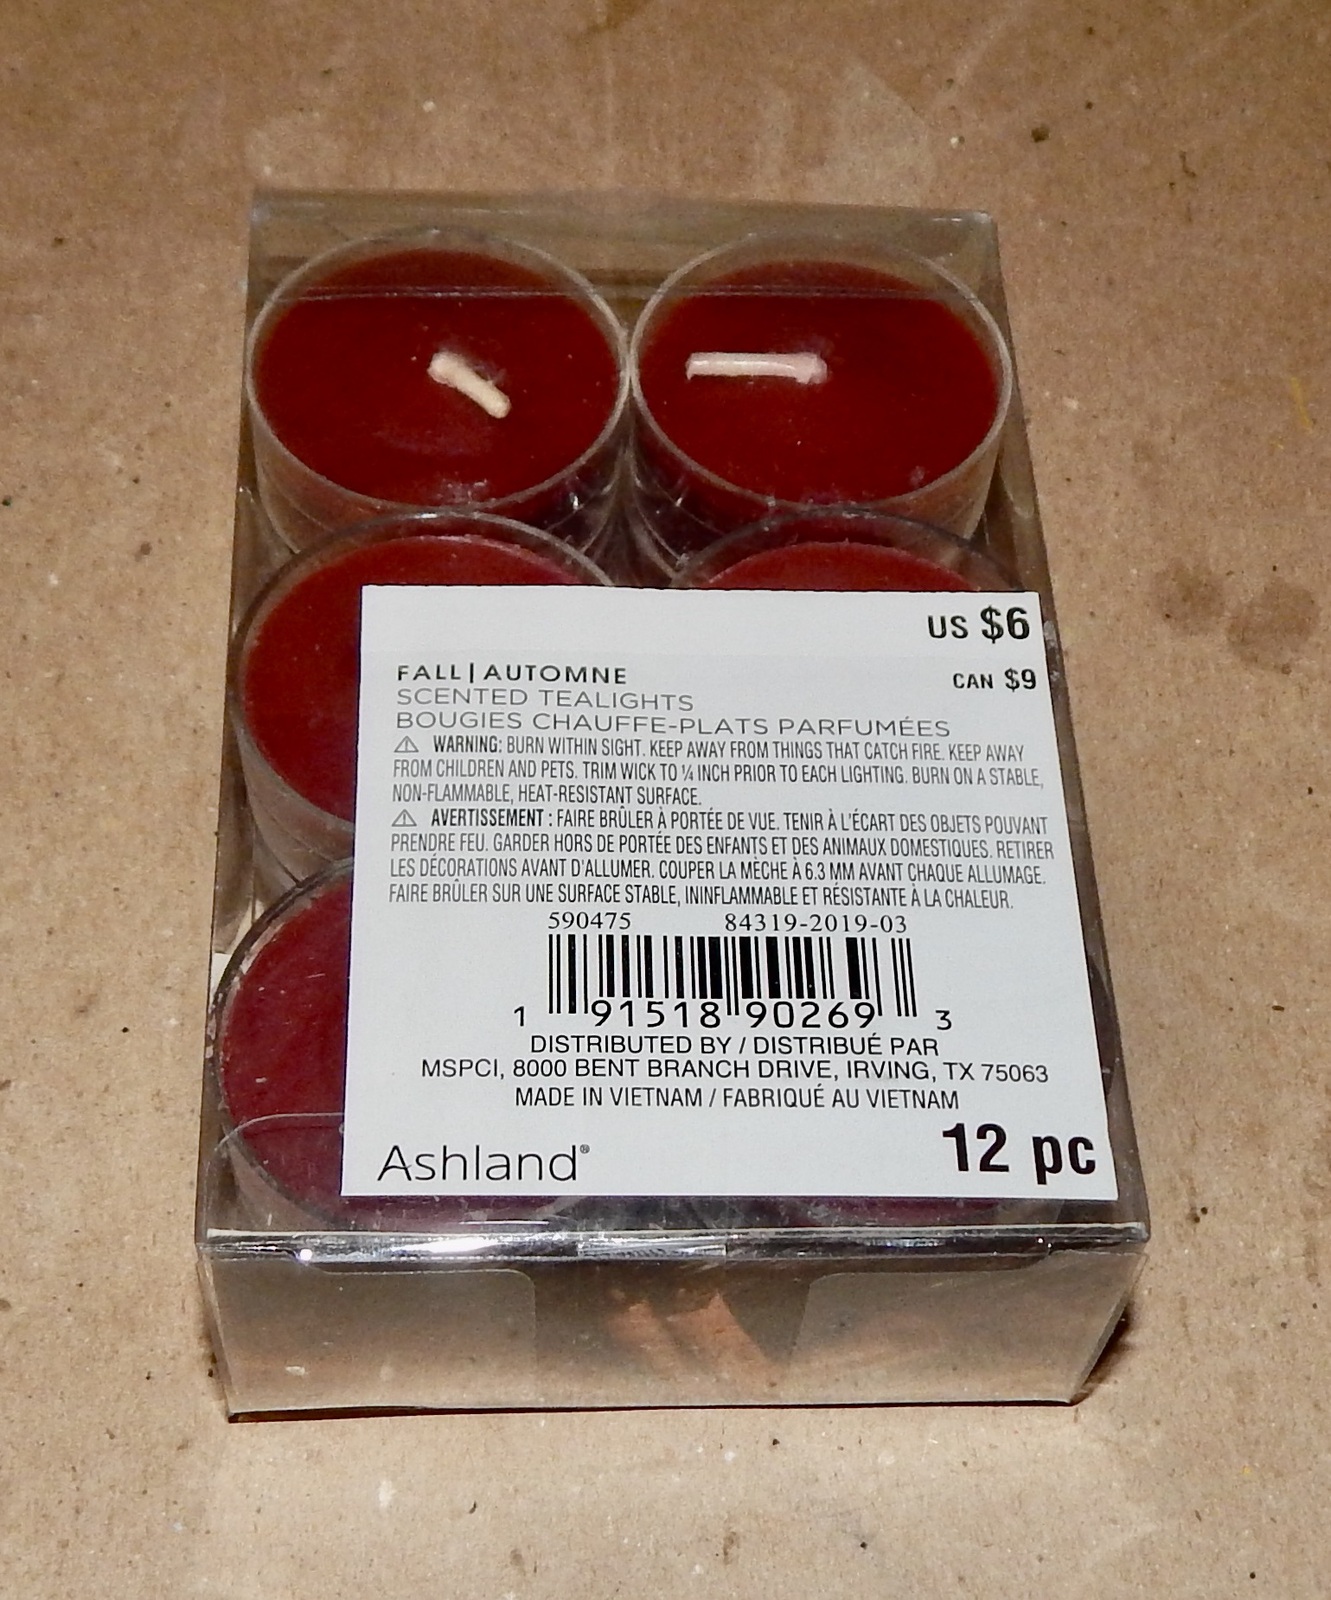 US $6
FALL | AUTOMNE
CAN $9
SCENTED TEALIGHTS
BOUGIES CHAUFFE-PLATS PARFUMÉES
⚠ WARNING: BURN WITHIN SIGHT. KEEP AWAY FROM THINGS THAT CATCH FIRE. KEEP AWAY
FROM CHILDREN AND PETS. TRIM WICK TO ¼ INCH PRIOR TO EACH LIGHTING. BURN ON A STABLE,
NON-FLAMMABLE, HEAT-RESISTANT SURFACE.
⚠ AVERTISSEMENT : FAIRE BRÛLER À PORTÉE DE VUE. TENIR À L'ÉCART DES OBJETS POUVANT
PRENDRE FEU. GARDER HORS DE PORTÉE DES ENFANTS ET DES ANIMAUX DOMESTIQUES. RETIRER
LES DÉCORATIONS AVANT D'ALLUMER. COUPER LA MÈCHE À 6.3 MM AVANT CHAQUE ALLUMAGE.
FAIRE BRÛLER SUR UNE SURFACE STABLE, ININFLAMMABLE ET RÉSISTANTE À LA CHALEUR.
590475 84319-2019-03
1 91518 90269 3
DISTRIBUTED BY / DISTRIBUÉ PAR
MSPCI, 8000 BENT BRANCH DRIVE, IRVING, TX 75063
MADE IN VIETNAM / FABRIQUÉ AU VIETNAM
Ashland® 12 pc